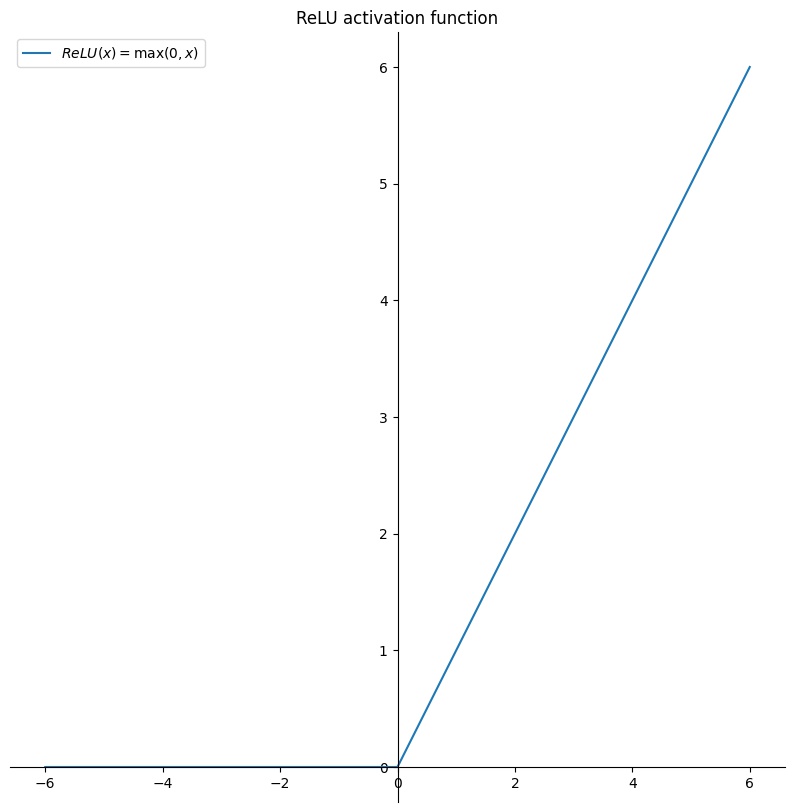 ReLU activation function
ReLU(x) = max(0, x)
6
5
4
3
2
1
0
−6 −4 −2 0 2 4 6